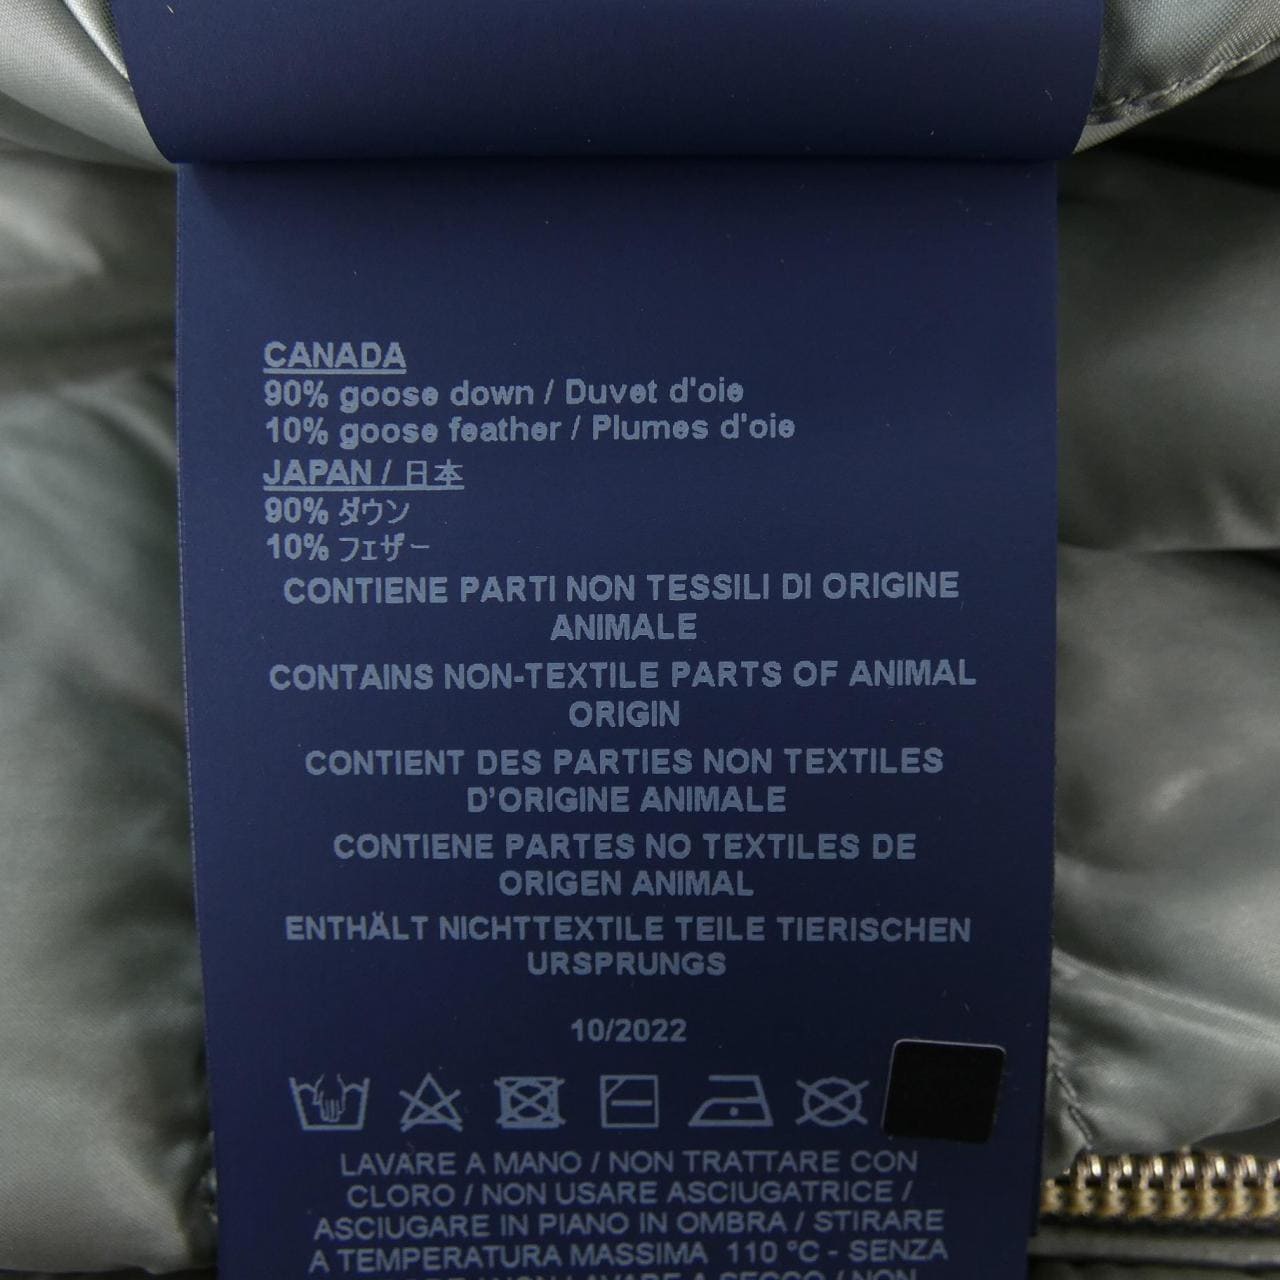 CANADA
90% goose down / Duvet d'oie
10% goose feather / Plumes d'oie
JAPAN / 日本
90% ダウン
10% フェザー
CONTIENE PARTI NON TESSILI DI ORIGINE
ANIMALE
CONTAINS NON-TEXTILE PARTS OF ANIMAL
ORIGIN
CONTIENT DES PARTIES NON TEXTILES
D'ORIGINE ANIMALE
CONTIENE PARTES NO TEXTILES DE
ORIGEN ANIMAL
ENTHÄLT NICHTTEXTILE TEILE TIERISCHEN
URSPRUNGS
10/2022
LAVARE A MANO / NON TRATTARE CON
CLORO / NON USARE ASCIUGATRICE /
ASCIUGARE IN PIANO IN OMBRA / STIRARE
A TEMPERATURA MASSIMA 110 °C - SENZA
NON LAVARE A SECCO / NON